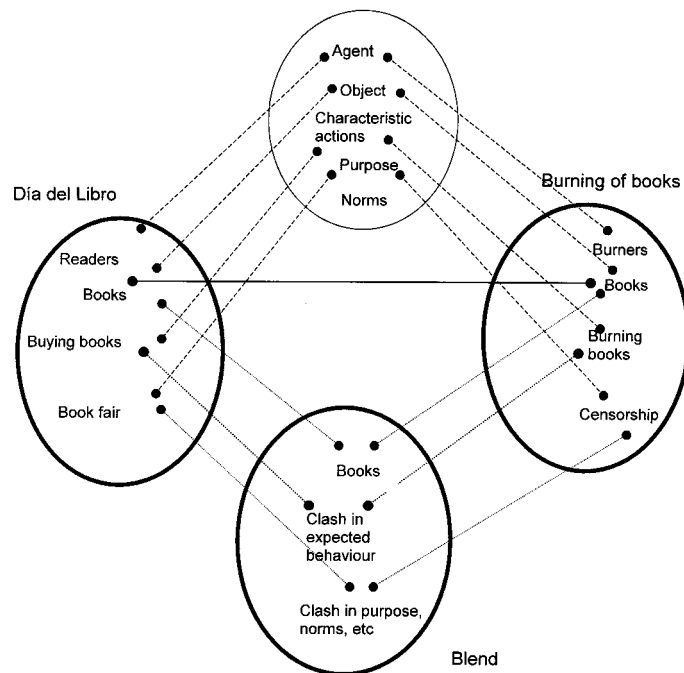 Agent
Object
Characteristic
actions
Purpose
Norms
Día del Libro
Readers
Books
Buying books
Book fair
Burning of books
Burners
Books
Burning
books
Censorship
Books
Clash in
expected
behaviour
Clash in purpose,
norms, etc
Blend